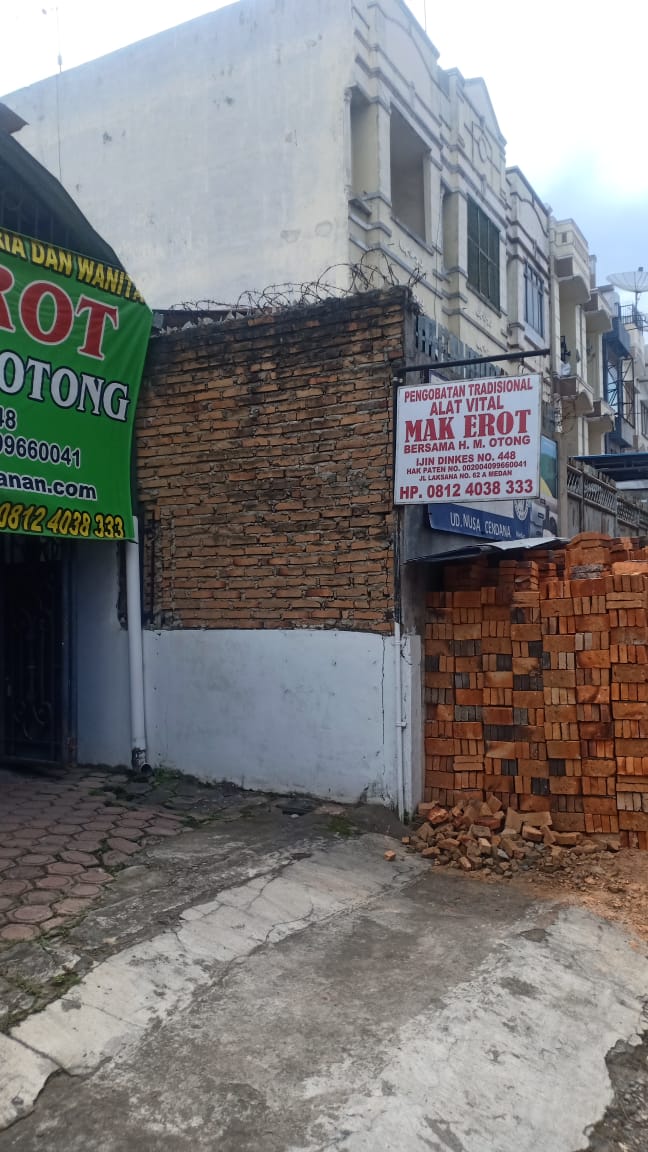 RIA DAN WANITA
ROT
OTONG
48
09660041
anan.com
0812 4038 333
PENGOBATAN TRADISIONAL
ALAT VITAL
MAK EROT
BERSAMA H. M. OTONG
IJIN DINKES NO. 448
HAK PATEN NO. 002004099660041
JL LAKSANA NO. 62 A MEDAN
HP. 0812 4038 333
UD. NUSA CENDANA